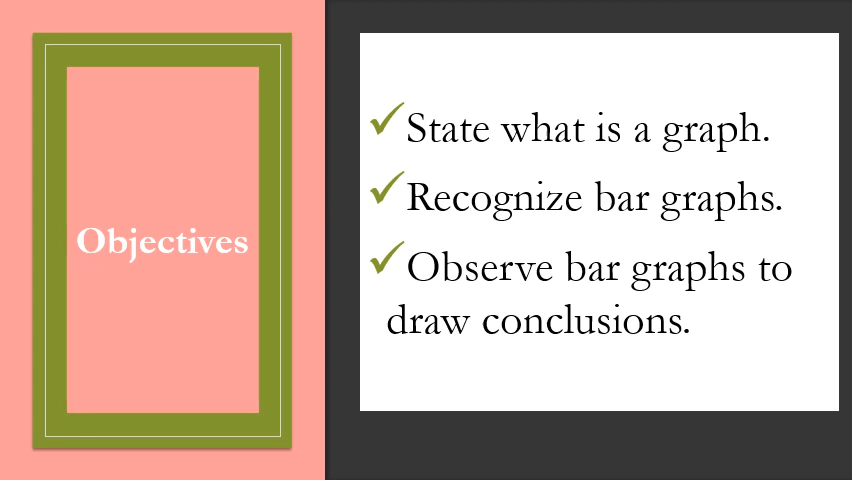 Objectives
State what is a graph.
Recognize bar graphs.
Observe bar graphs to
draw conclusions.